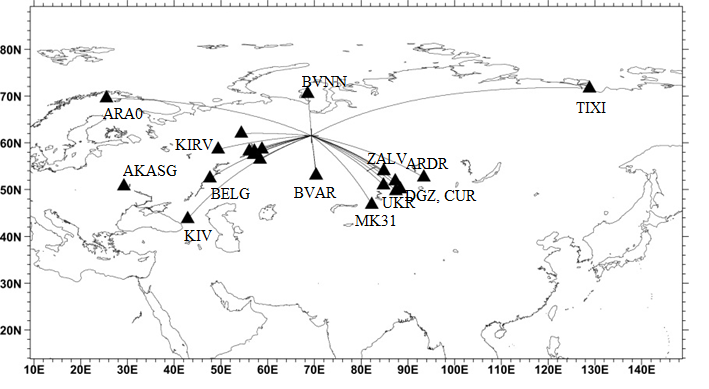 80N
BVNN
70N
ARA0
TIXI
60N
KIRV
ZALV
ARDR
AKASG
50N
BELG
BVAR
UKR
DGZ, CUR
MK31
KIV
40N
30N
20N
10E 20E 30E 40E 50E 60E 70E 80E 90E 100E 110E 120E 130E 140E